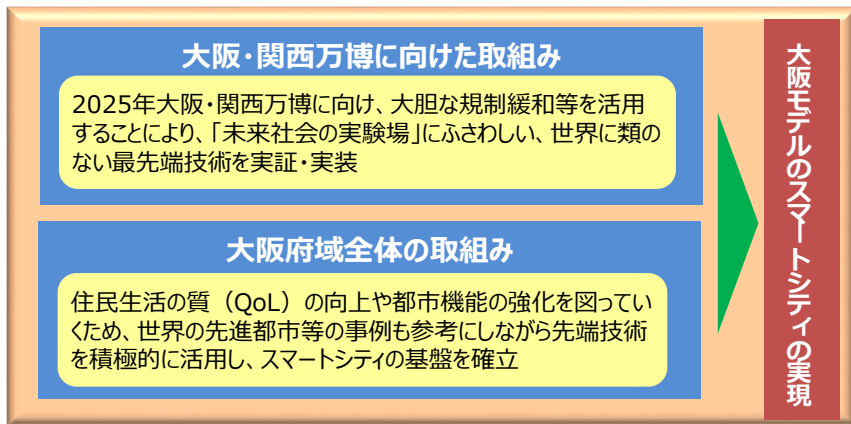 大阪・関西万博に向けた取組み
2025年大阪・関西万博に向け、大胆な規制緩和等を活用
することにより、「未来社会の実験場」にふさわしい、世界に類の
ない最先端技術を実証・実装
大阪府域全体の取組み
住民生活の質（QoL）の向上や都市機能の強化を図ってい
くため、世界の先進都市等の事例も参考にしながら先端技術
を積極的に活用し、スマートシティの基盤を確立
大阪モデルのスマートシティの実現